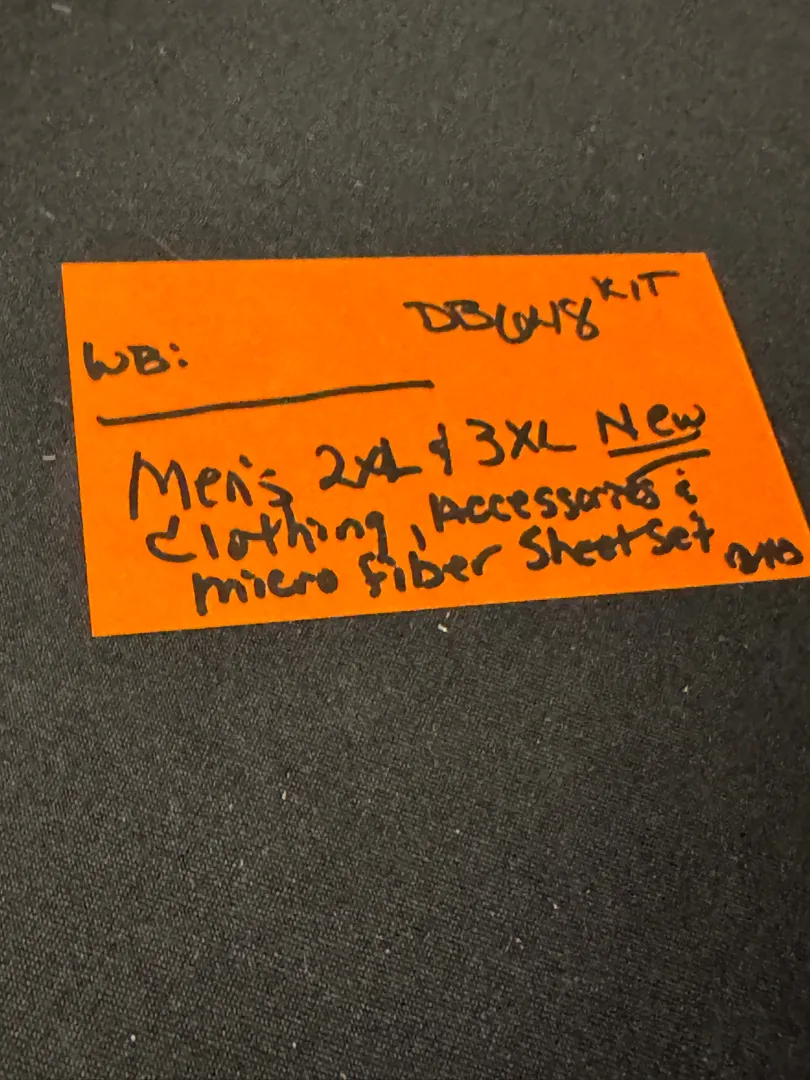 DB648 KIT
WB:
Men's 2XL & 3XL New
Clothing, Accessories &
micro fiber Sheet Set